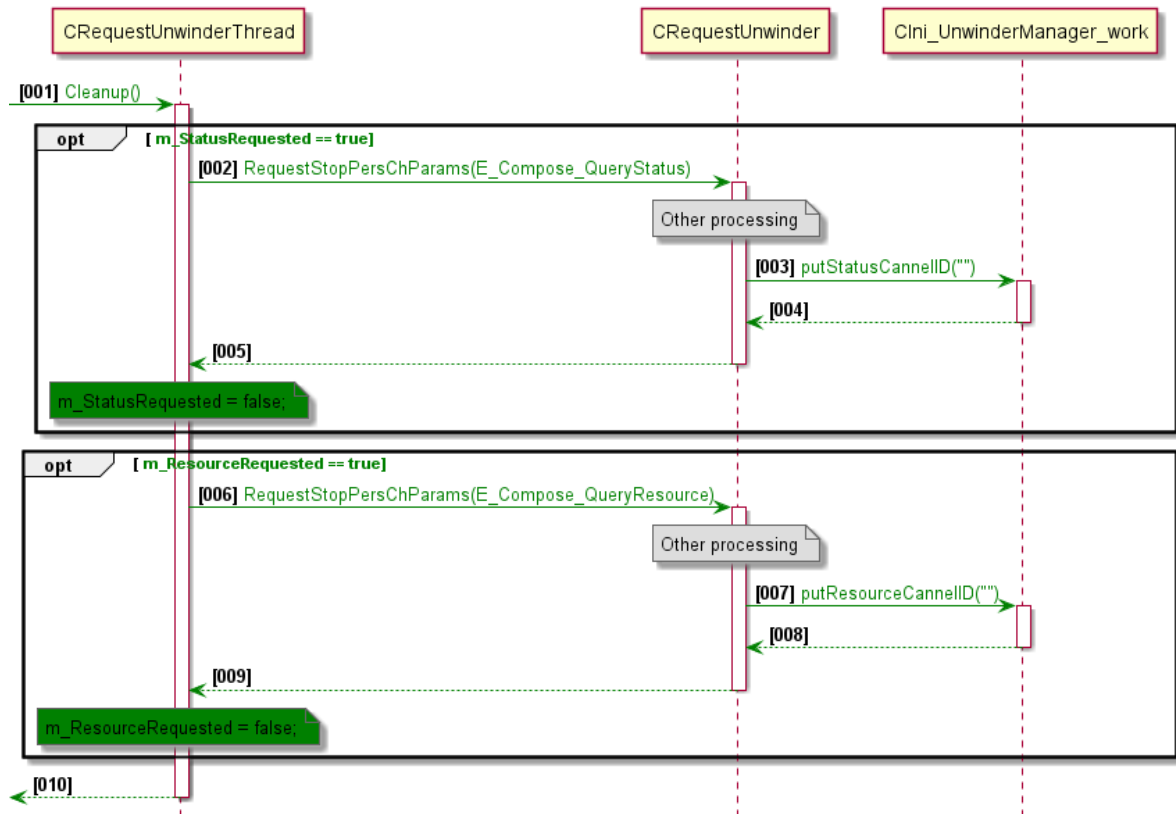 CRequestUnwinderThread
CRequestUnwinder
CIni_UnwinderManager_work
[001] Cleanup()
opt [ m_StatusRequested == true]
[002] RequestStopPersChParams(E_Compose_QueryStatus)
Other processing
[003] putStatusCannelID("")
[004]
[005]
m_StatusRequested = false;
opt [ m_ResourceRequested == true]
[006] RequestStopPersChParams(E_Compose_QueryResource)
Other processing
[007] putResourceCannelID("")
[008]
[009]
m_ResourceRequested = false;
[010]